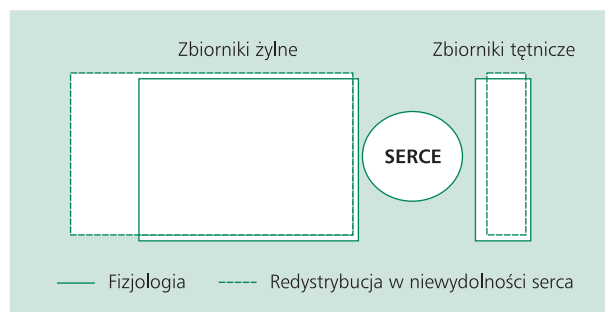 Zbiorniki żylne
Zbiorniki tętnicze
SERCE
Fizjologia
Redystrybucja w niewydolności serca